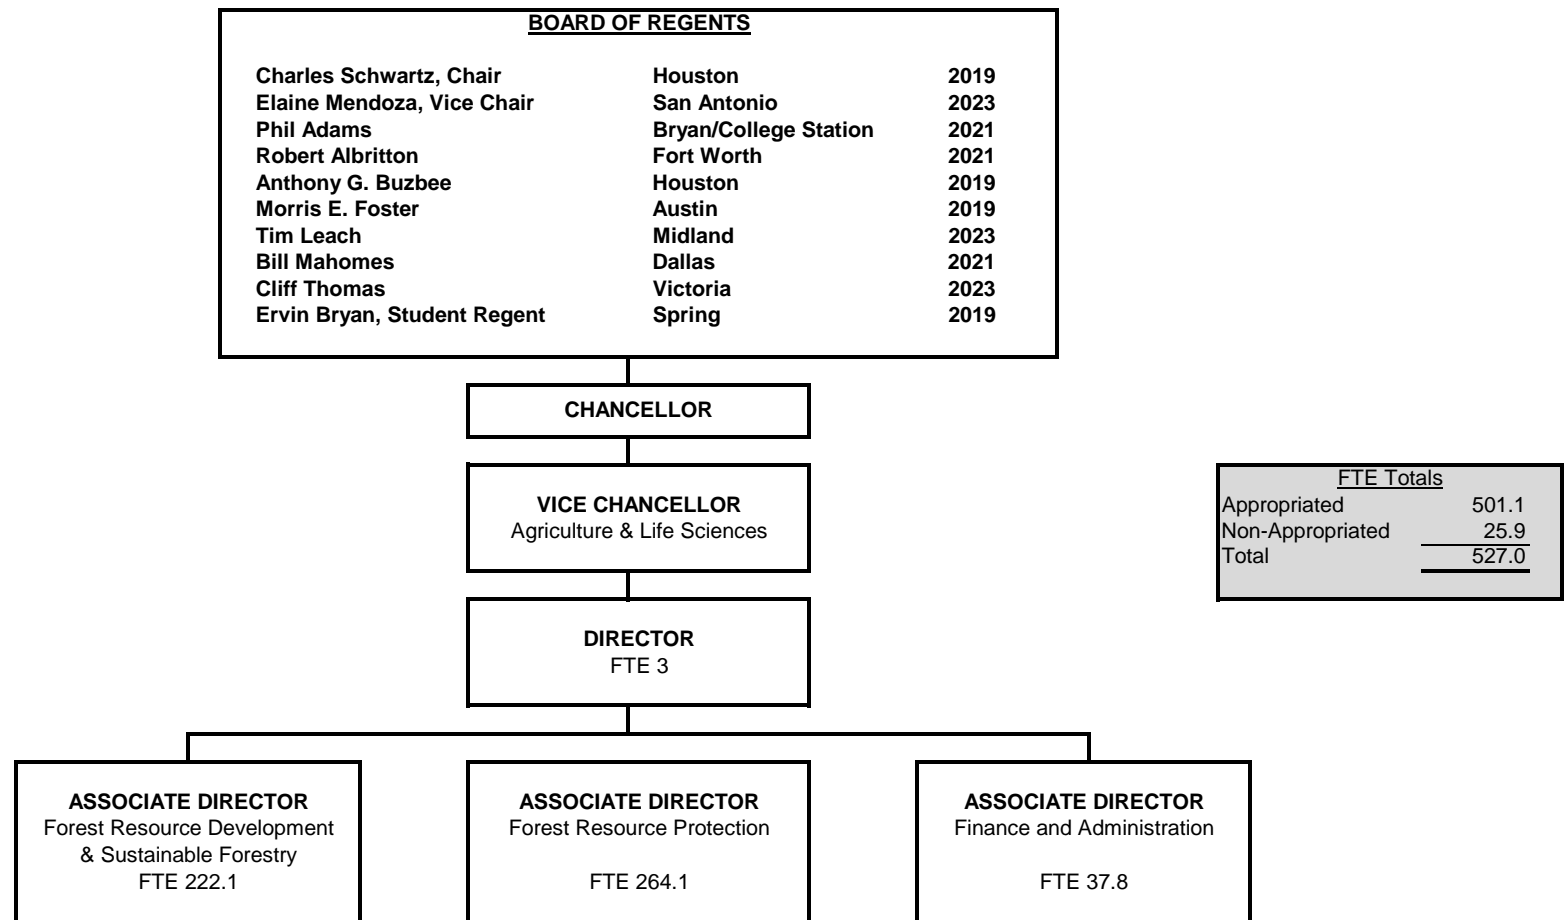 BOARD OF REGENTS
Charles Schwartz, Chair Houston 2019
Elaine Mendoza, Vice Chair San Antonio 2023
Phil Adams Bryan/College Station 2021
Robert Albritton Fort Worth 2021
Anthony G. Buzbee Houston 2019
Morris E. Foster Austin 2019
Tim Leach Midland 2023
Bill Mahomes Dallas 2021
Cliff Thomas Victoria 2023
Ervin Bryan, Student Regent Spring 2019
CHANCELLOR
VICE CHANCELLOR
Agriculture & Life Sciences
FTE Totals
Appropriated 501.1
Non-Appropriated 25.9
Total 527.0
DIRECTOR
FTE 3
ASSOCIATE DIRECTOR
Forest Resource Development
& Sustainable Forestry
FTE 222.1
ASSOCIATE DIRECTOR
Forest Resource Protection
FTE 264.1
ASSOCIATE DIRECTOR
Finance and Administration
FTE 37.8